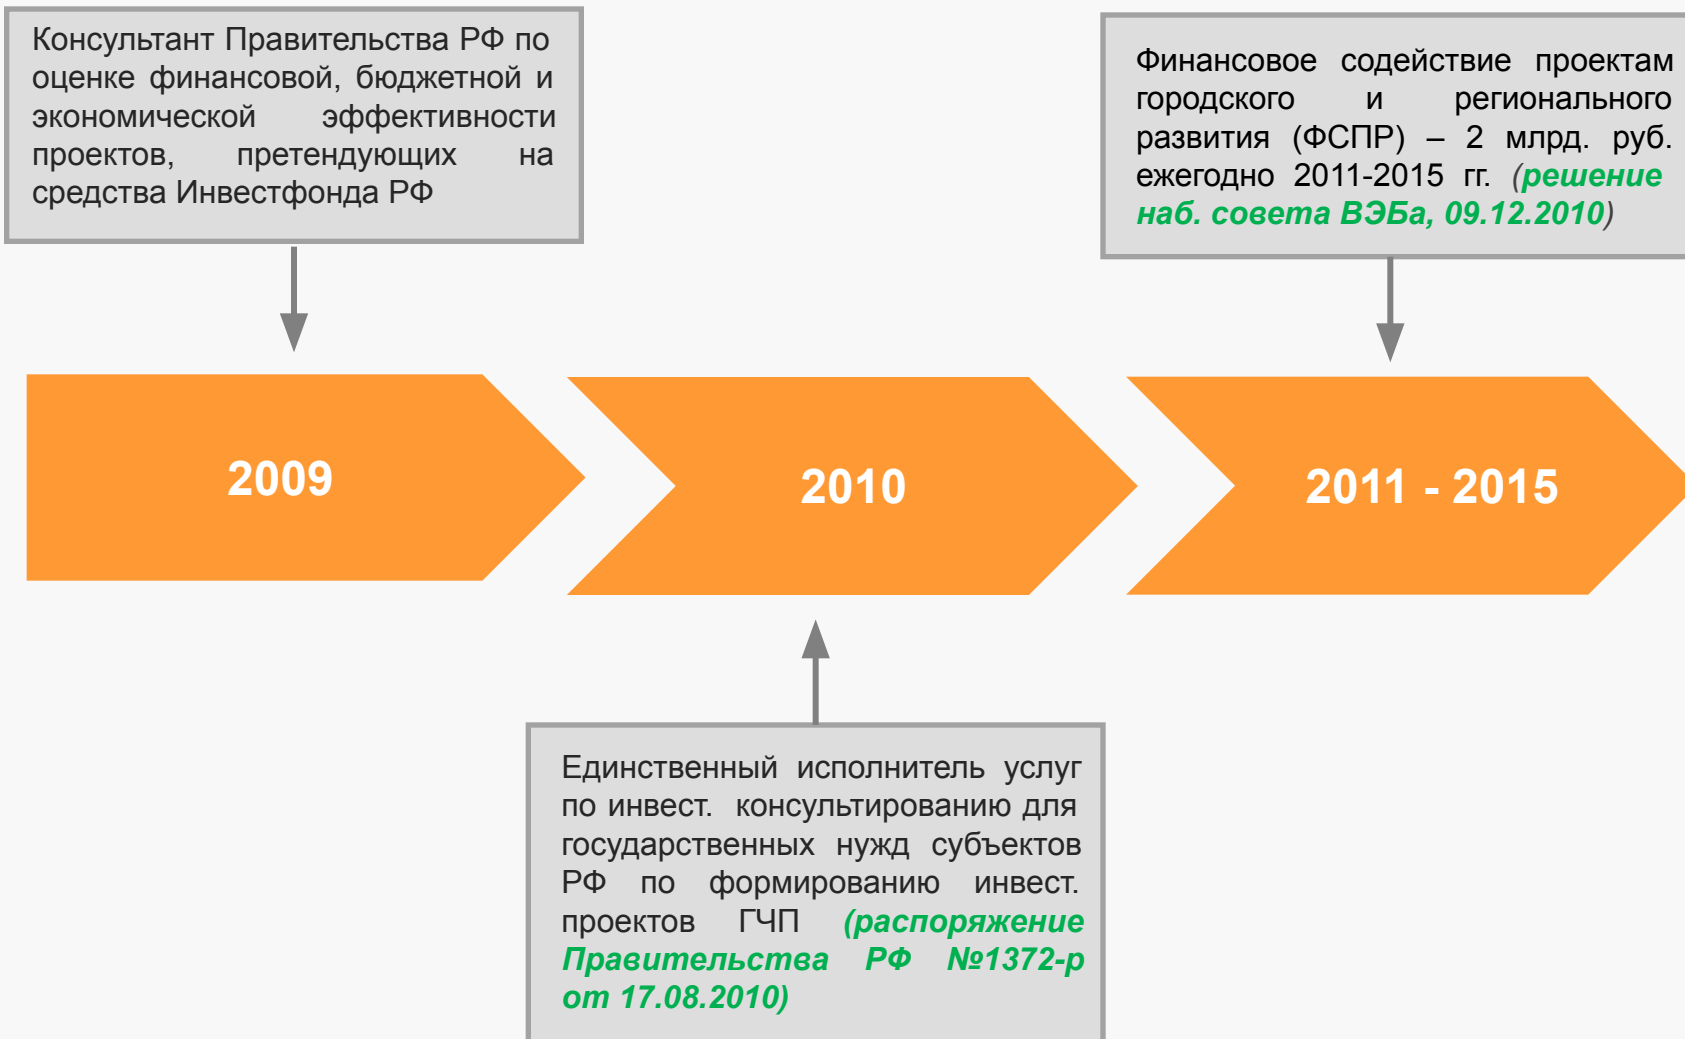 Консультант Правительства РФ по
оценке финансовой, бюджетной и
экономической эффективности
проектов, претендующих на
средства Инвестфонда РФ
Финансовое содействие проектам
городского и регионального
развития (ФСПР) – 2 млрд. руб.
ежегодно 2011-2015 гг. (решение
наб. совета ВЭБа, 09.12.2010)
2009
2010
2011 - 2015
Единственный исполнитель услуг
по инвест. консультированию для
государственных нужд субъектов
РФ по формированию инвест.
проектов ГЧП (распоряжение
Правительства РФ №1372-р
от 17.08.2010)